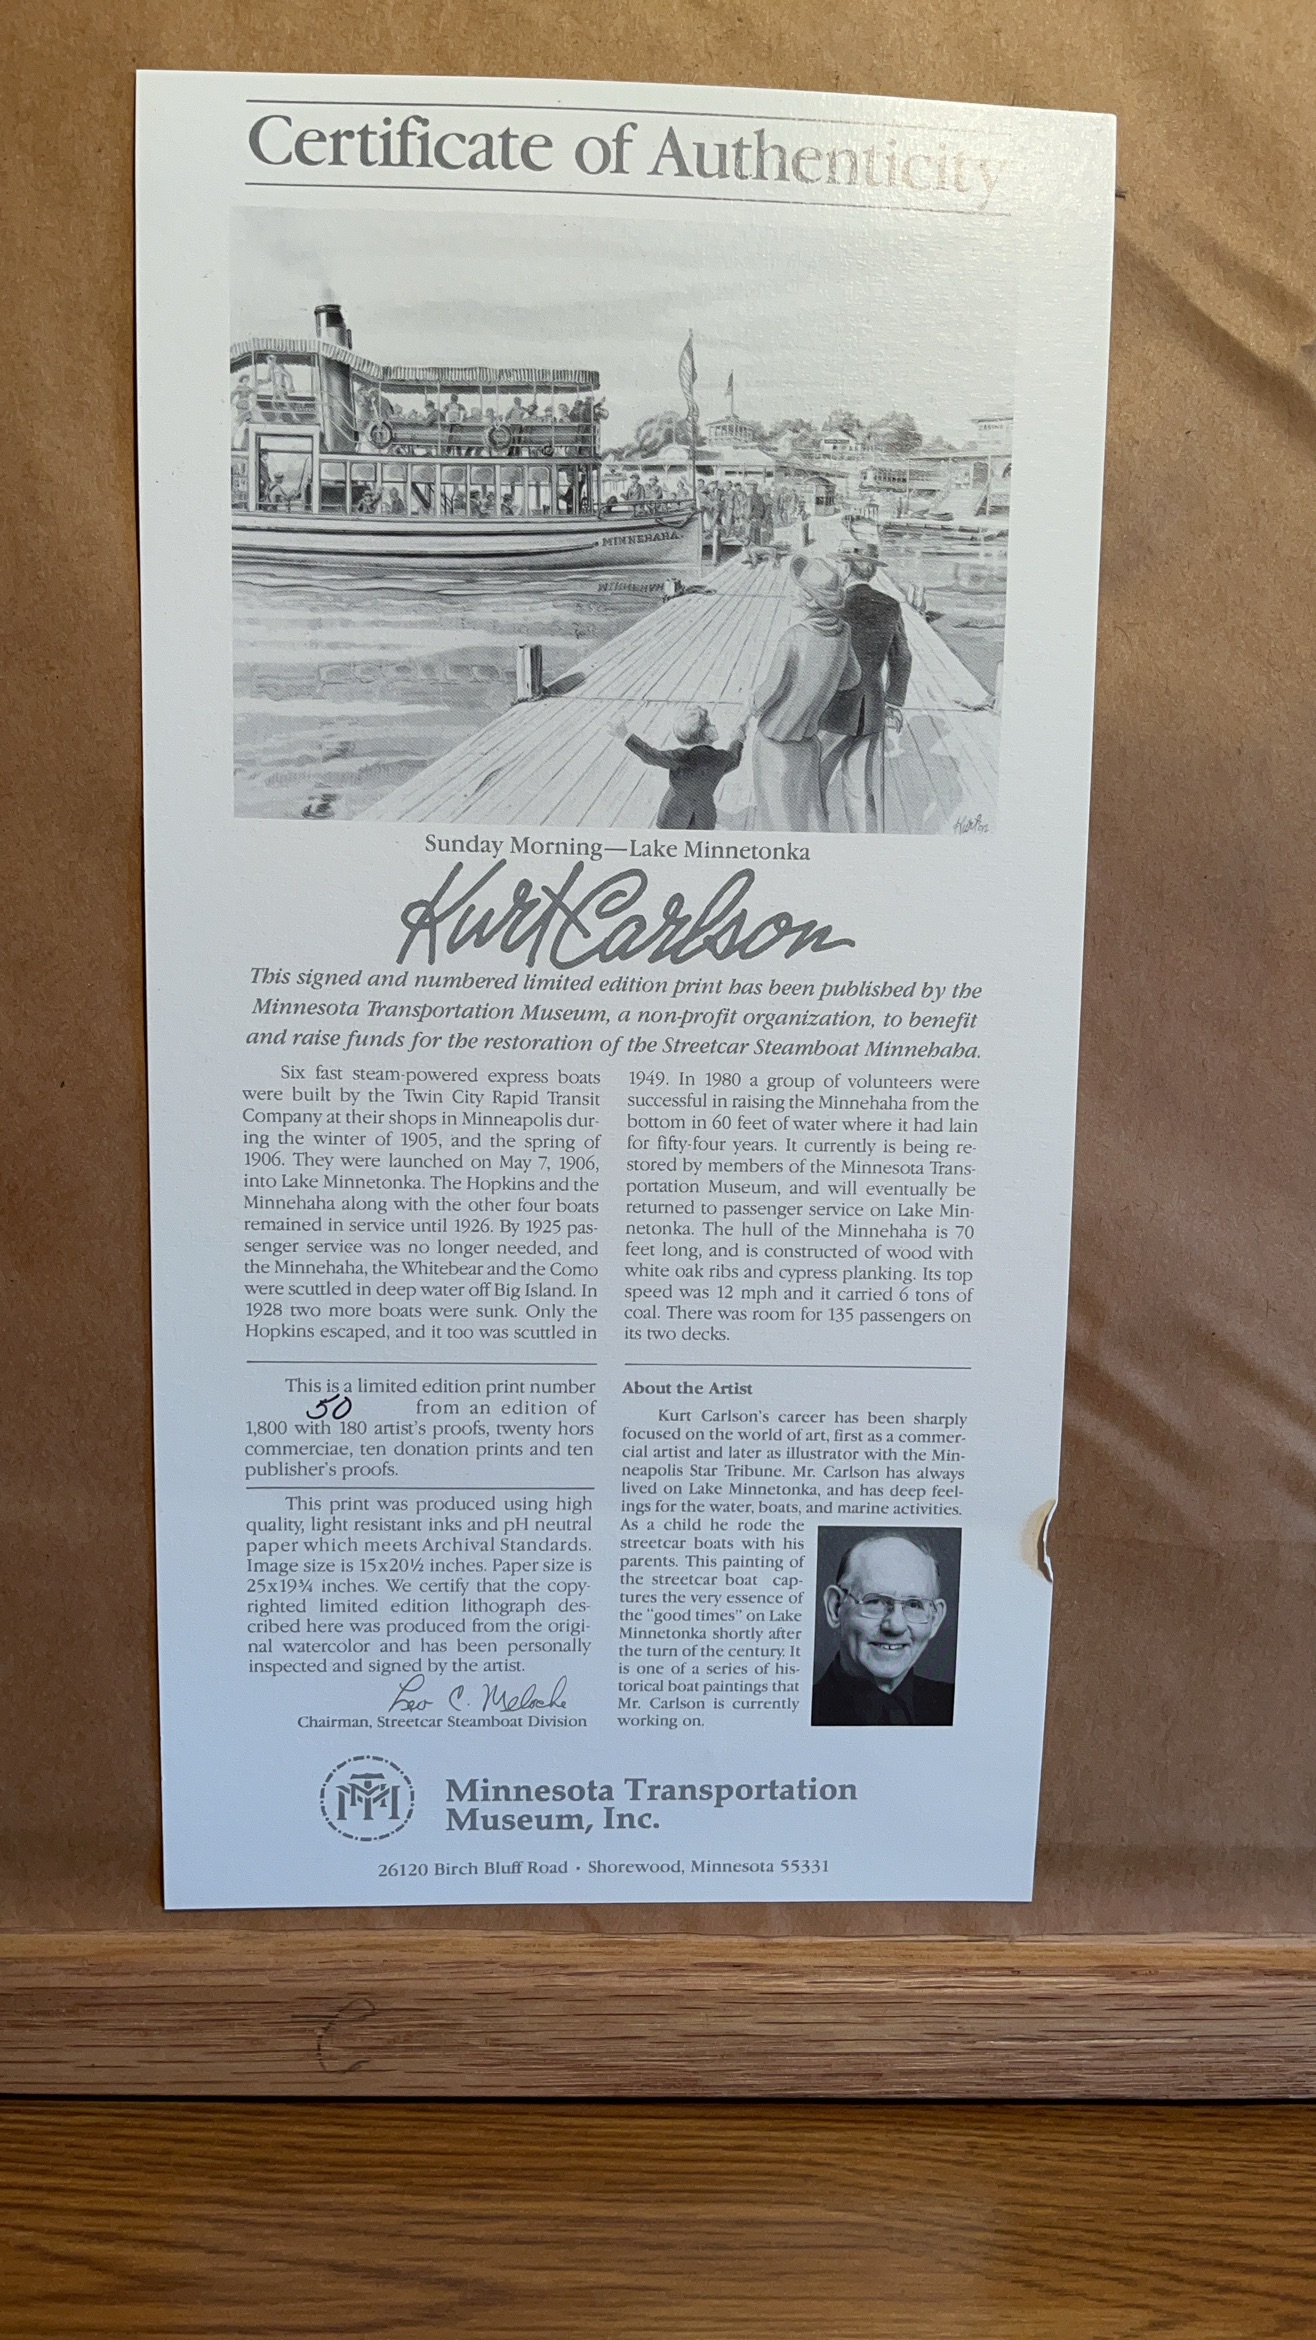 Certificate of Authenticity
MINNEHAHA
Sunday Morning—Lake Minnetonka
Kurt Carlson
This signed and numbered limited edition print has been published by the
Minnesota Transportation Museum, a non-profit organization, to benefit
and raise funds for the restoration of the Streetcar Steamboat Minnehaha.
Six fast steam-powered express boats
were built by the Twin City Rapid Transit
Company at their shops in Minneapolis dur-
ing the winter of 1905, and the spring of
1906. They were launched on May 7, 1906,
into Lake Minnetonka. The Hopkins and the
Minnehaha along with the other four boats
remained in service until 1926. By 1925 pas-
senger service was no longer needed, and
the Minnehaha, the Whitebear and the Como
were scuttled in deep water off Big Island. In
1928 two more boats were sunk. Only the
Hopkins escaped, and it too was scuttled in
1949. In 1980 a group of volunteers were
successful in raising the Minnehaha from the
bottom in 60 feet of water where it had lain
for fifty-four years. It currently is being re-
stored by members of the Minnesota Trans-
portation Museum, and will eventually be
returned to passenger service on Lake Min-
netonka. The hull of the Minnehaha is 70
feet long, and is constructed of wood with
white oak ribs and cypress planking. Its top
speed was 12 mph and it carried 6 tons of
coal. There was room for 135 passengers on
its two decks.
This is a limited edition print number
50 from an edition of
1,800 with 180 artist's proofs, twenty hors
commerciae, ten donation prints and ten
publisher's proofs.
This print was produced using high
quality, light resistant inks and pH neutral
paper which meets Archival Standards.
Image size is 15x20½ inches. Paper size is
25x19¾ inches. We certify that the copy-
righted limited edition lithograph des-
cribed here was produced from the origi-
nal watercolor and has been personally
inspected and signed by the artist.
Leo C. Meloche
Chairman, Streetcar Steamboat Division
About the Artist
Kurt Carlson's career has been sharply
focused on the world of art, first as a commer-
cial artist and later as illustrator with the Min-
neapolis Star Tribune. Mr. Carlson has always
lived on Lake Minnetonka, and has deep feel-
ings for the water, boats, and marine activities.
As a child he rode the
streetcar boats with his
parents. This painting of
the streetcar boat cap-
tures the very essence of
the "good times" on Lake
Minnetonka shortly after
the turn of the century. It
is one of a series of his-
torical boat paintings that
Mr. Carlson is currently
working on.
MTM
Minnesota Transportation
Museum, Inc.
26120 Birch Bluff Road · Shorewood, Minnesota 55331